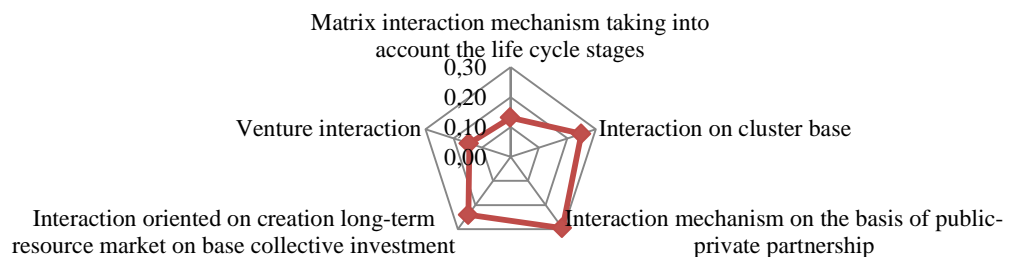 Matrix interaction mechanism taking into
account the life cycle stages
0,30
0,20
0,10
0,00
Venture interaction
Interaction on cluster base
Interaction oriented on creation long-term
resource market on base collective investment
Interaction mechanism on the basis of public-
private partnership